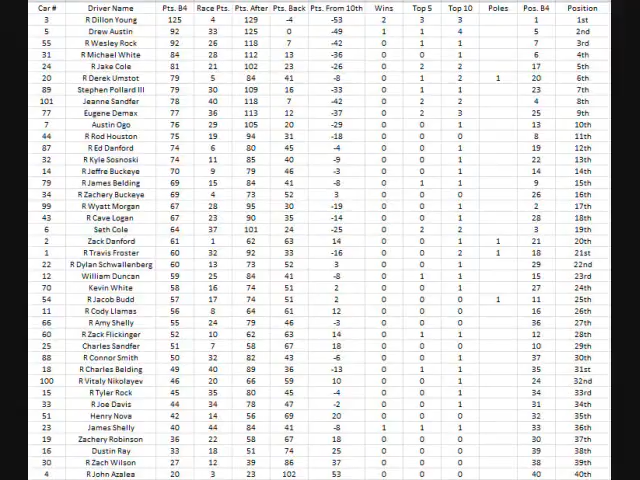 Car # Driver Name Pts. B4 Race Pts. Pts. After Pts. Back Pts. From 10th Wins Top 5 Top 10 Poles Pos. B4 Position
3 R Dillon Young 125 4 129 -4 -53 2 3 3 1 1st
5 Drew Austin 92 33 125 0 -49 1 1 4 5 2nd
55 R Wesley Rock 92 26 118 7 -42 0 0 2 7 3rd
31 R Michael White 84 28 112 13 -36 0 0 2 6 4th
24 R Jake Cole 81 21 102 23 -26 0 2 2 17 5th
20 R Derek Umstot 79 5 84 41 -8 0 1 2 1 20 6th
89 Stephen Pollard III 79 30 109 16 -33 0 1 1 23 7th
101 Jeanne Sandfer 78 40 118 7 -42 0 2 2 4 8th
77 Eugene Demax 77 36 113 12 -37 0 2 3 25 9th
7 Austin Ogo 76 29 105 20 -29 0 0 1 13 10th
44 R Rod Houston 75 19 94 31 -18 0 0 0 8 11th
87 R Ed Danford 74 6 80 45 -4 0 0 1 19 12th
32 R Kyle Sosnoski 74 11 85 40 -9 0 0 1 22 13th
14 R Jeffre Buckeye 70 9 79 46 -3 0 0 1 14 14th
79 R James Belding 69 15 84 41 -8 0 1 1 9 15th
34 R Zachery Buckeye 69 4 73 52 3 0 0 0 26 16th
99 R Wyatt Morgan 67 28 95 30 -19 0 0 1 2 17th
43 R Cave Logan 67 23 90 35 -14 0 0 1 28 18th
6 Seth Cole 64 37 101 24 -25 0 2 2 3 19th
2 Zack Danford 61 1 62 63 14 0 0 1 1 21 20th
1 R Travis Froster 60 32 92 33 -16 0 0 2 1 18 21st
22 R Dylan Schwallenberg 60 13 73 52 3 0 0 1 29 22nd
12 William Duncan 59 25 84 41 -8 0 1 1 15 23rd
70 Kevin White 58 16 74 51 2 0 0 1 27 24th
54 R Jacob Budd 57 17 74 51 2 0 0 0 1 11 25th
11 R Cody Llamas 56 8 64 61 12 0 0 0 16 26th
66 R Amy Shelly 55 24 79 46 -3 0 0 1 36 27th
60 R Zack Flickinger 52 10 62 63 14 0 1 1 12 28th
25 Charles Sandfer 51 7 58 67 18 0 0 0 10 29th
88 R Connor Smith 50 32 82 43 -6 0 0 1 37 30th
18 R Charles Belding 49 40 89 36 -13 0 1 1 35 31st
100 R Vitaly Nikolayev 46 20 66 59 10 0 0 1 24 32nd
15 R Tyler Rock 45 35 80 45 -4 0 0 1 34 33rd
33 R Joe Davis 44 34 78 47 -2 0 0 1 31 34th
51 Henry Nova 42 14 56 69 20 0 0 0 32 35th
23 James Shelly 40 44 84 41 -8 1 1 1 33 36th
19 Zachery Robinson 36 22 58 67 18 0 0 0 30 37th
16 Dustin Ray 33 18 51 74 25 0 0 0 38 38th
30 R Zach Wilson 27 12 39 86 37 0 0 0 39 39th
4 R John Azalea 20 3 23 102 53 0 0 0 40 40th